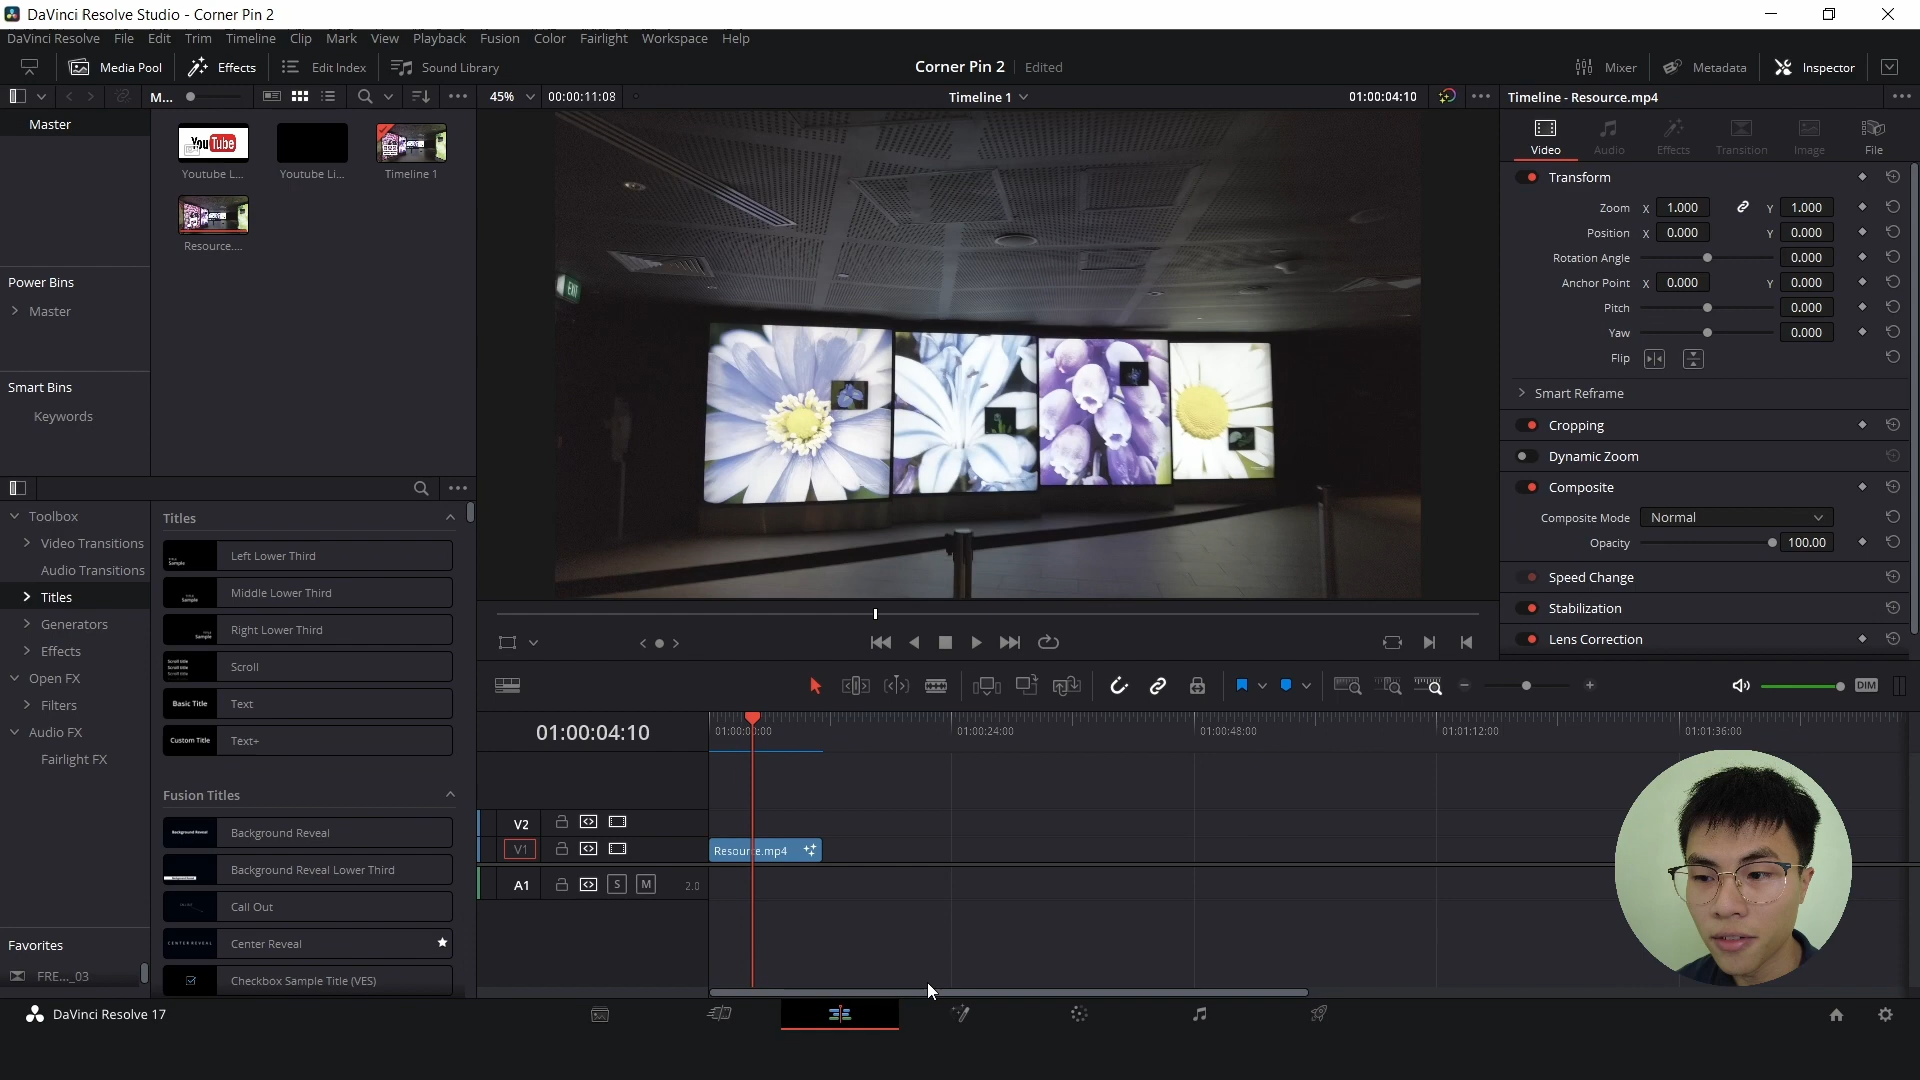 DaVinci Resolve Studio - Corner Pin 2
DaVinci Resolve File Edit Trim Timeline Clip Mark View Playback Fusion Color Fairlight Workspace Help
Media Pool Effects Edit Index Sound Library Corner Pin 2 Edited Mixer Metadata Inspector
M... 45% 00:00:11:08 Timeline 1 01:00:04:10 Timeline - Resource.mp4
Master
YouTube
Youtube L... Youtube Li... Timeline 1
Resource....
Power Bins
Master
Smart Bins
Keywords
EXIT
Video Audio Effects Transition Image File
Transform
Zoom X 1.000 Y 1.000
Position X 0.000 Y 0.000
Rotation Angle 0.000
Anchor Point X 0.000 Y 0.000
Pitch 0.000
Yaw 0.000
Flip
Smart Reframe
Cropping
Dynamic Zoom
Composite
Composite Mode Normal
Opacity 100.00
Speed Change
Stabilization
Lens Correction
Toolbox
Video Transitions
Audio Transitions
Titles
Generators
Effects
Open FX
Filters
Audio FX
Fairlight FX
Favorites
FRE..._03
Titles
Left Lower Third
Middle Lower Third
Right Lower Third
Scroll
Basic Title Text
Custom Title Text+
Fusion Titles
Background Reveal Background Reveal
Background Reveal Lower Third
Call Out
CENTER REVEAL Center Reveal
Checkbox Sample Title (VES)
DIM
01:00:04:10 01:00:00:00 01:00:24:00 01:00:48:00 01:01:12:00 01:01:36:00
V2
V1 Resource.mp4
A1 S M 2.0
DaVinci Resolve 17